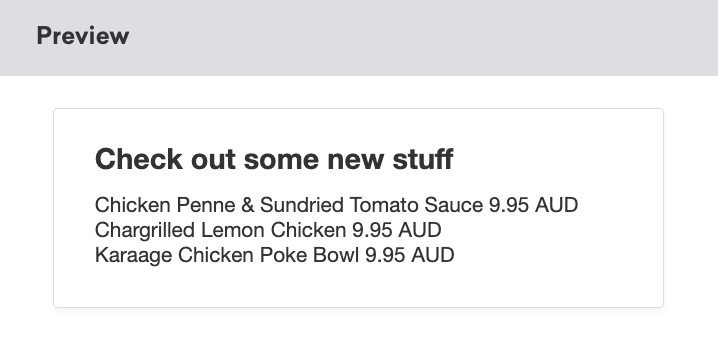 Preview
Check out some new stuff
Chicken Penne & Sundried Tomato Sauce 9.95 AUD
Chargrilled Lemon Chicken 9.95 AUD
Karaage Chicken Poke Bowl 9.95 AUD